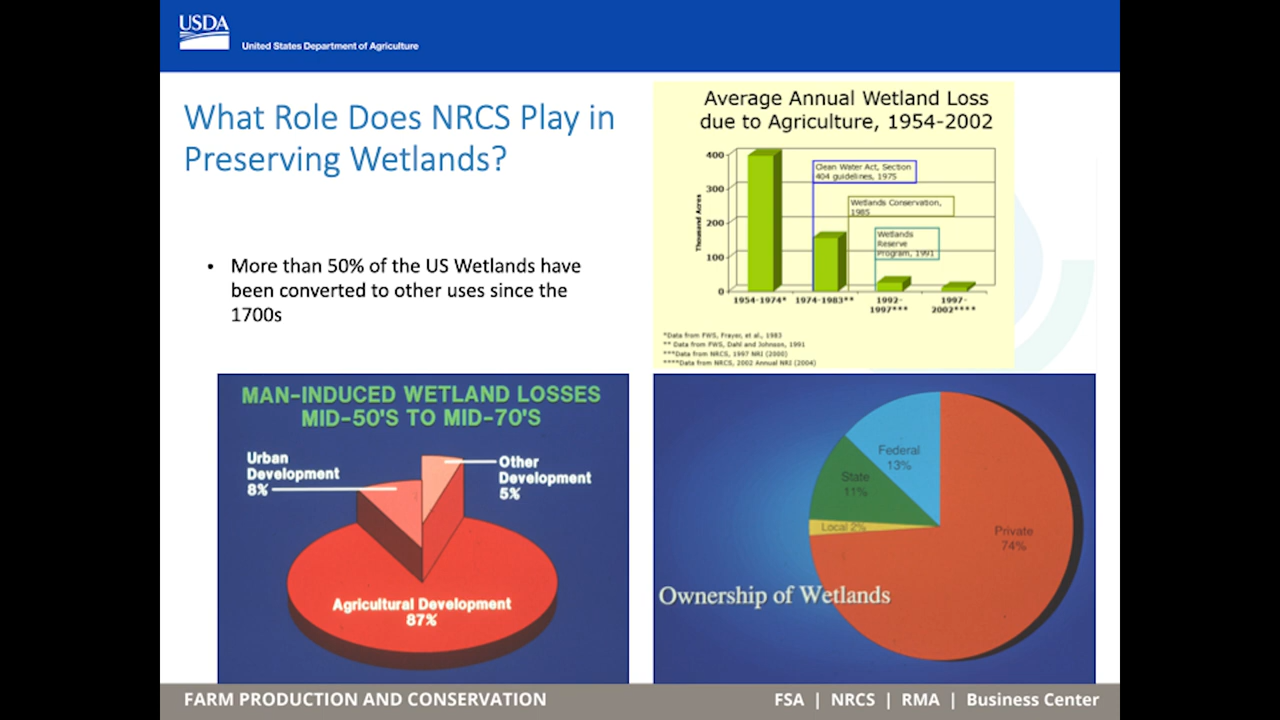 USDA
United States Department of Agriculture
What Role Does NRCS Play in
Preserving Wetlands?
• More than 50% of the US Wetlands have
been converted to other uses since the
1700s
Average Annual Wetland Loss
due to Agriculture, 1954-2002
Thousand Acres
400
300
200
100
0
Clean Water Act, Section
404 guidelines, 1975
Wetlands Conservation,
1985
Wetlands
Reserve
Program, 1991
1954-1974* 1974-1983** 1992- 1997-
1997*** 2002****
*Data from FWS, Frayer, et al., 1983
** Data from FWS, Dahl and Johnson, 1991
***Data from NRCS, 1997 NRI (2000)
****Data from NRCS, 2002 Annual NRI (2004)
MAN-INDUCED WETLAND LOSSES
MID-50'S TO MID-70'S
Urban
Development
8%
Other
Development
5%
Agricultural Development
87%
Federal
13%
State
11%
Local 2%
Private
74%
Ownership of Wetlands
FARM PRODUCTION AND CONSERVATION
FSA | NRCS | RMA | Business Center